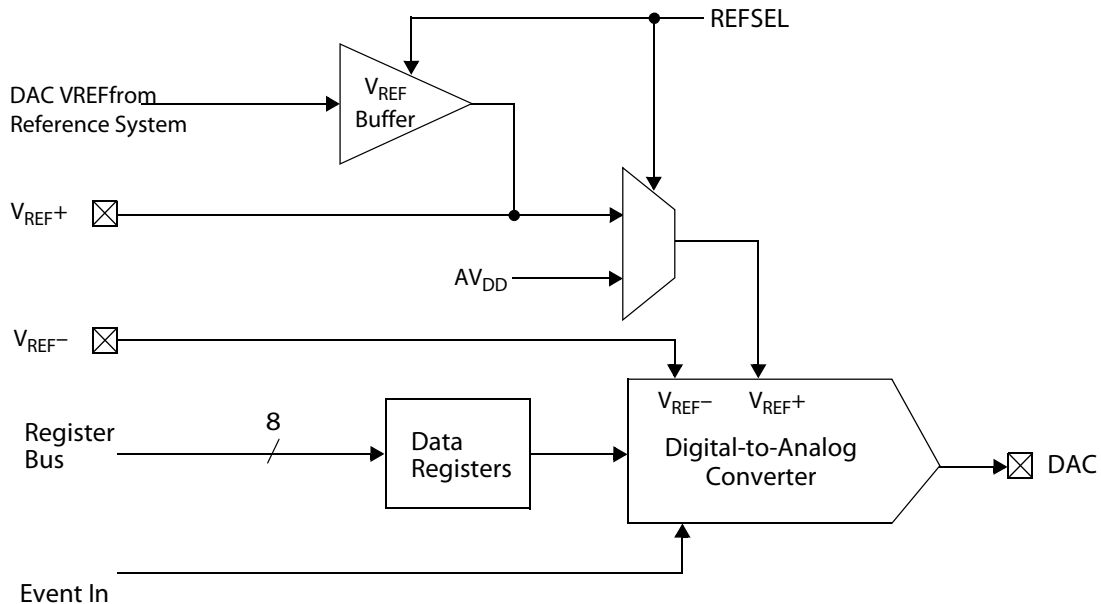 REFSEL
DAC VREFfrom
Reference System
VREF
Buffer
VREF+
AVDD
VREF−
VREF− VREF+
Register
Bus
8
Data
Registers
Digital-to-Analog
Converter
DAC
Event In